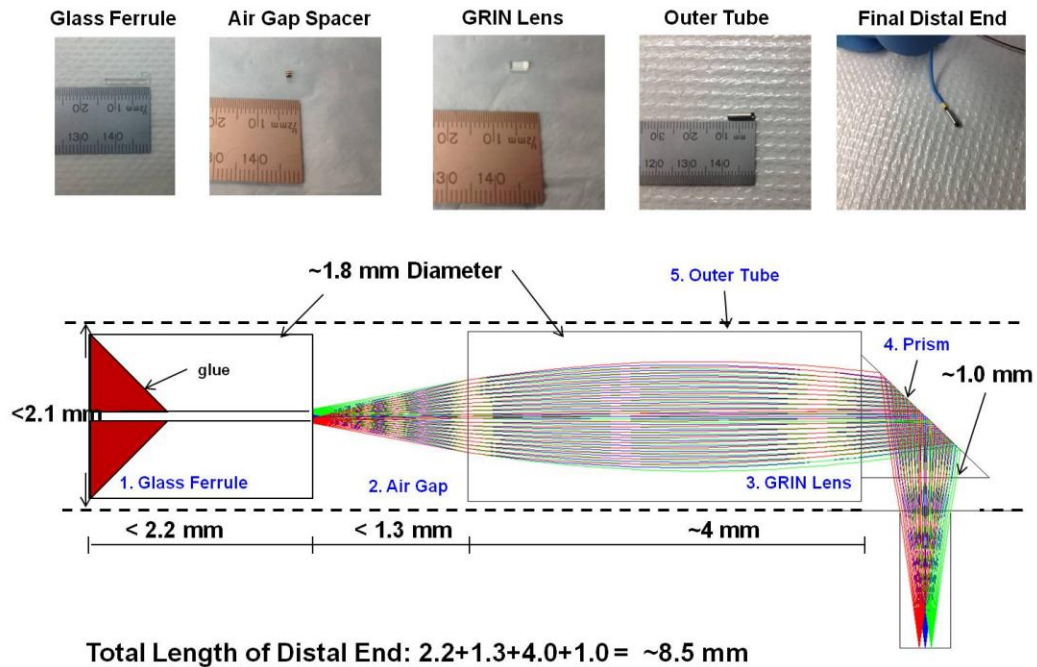 Glass Ferrule
Air Gap Spacer
GRIN Lens
Outer Tube
Final Distal End
~1.8 mm Diameter
5. Outer Tube
4. Prism
~1.0 mm
glue
<2.1 mm
1. Glass Ferrule
2. Air Gap
3. GRIN Lens
< 2.2 mm
< 1.3 mm
~4 mm
Total Length of Distal End: 2.2+1.3+4.0+1.0 = ~8.5 mm